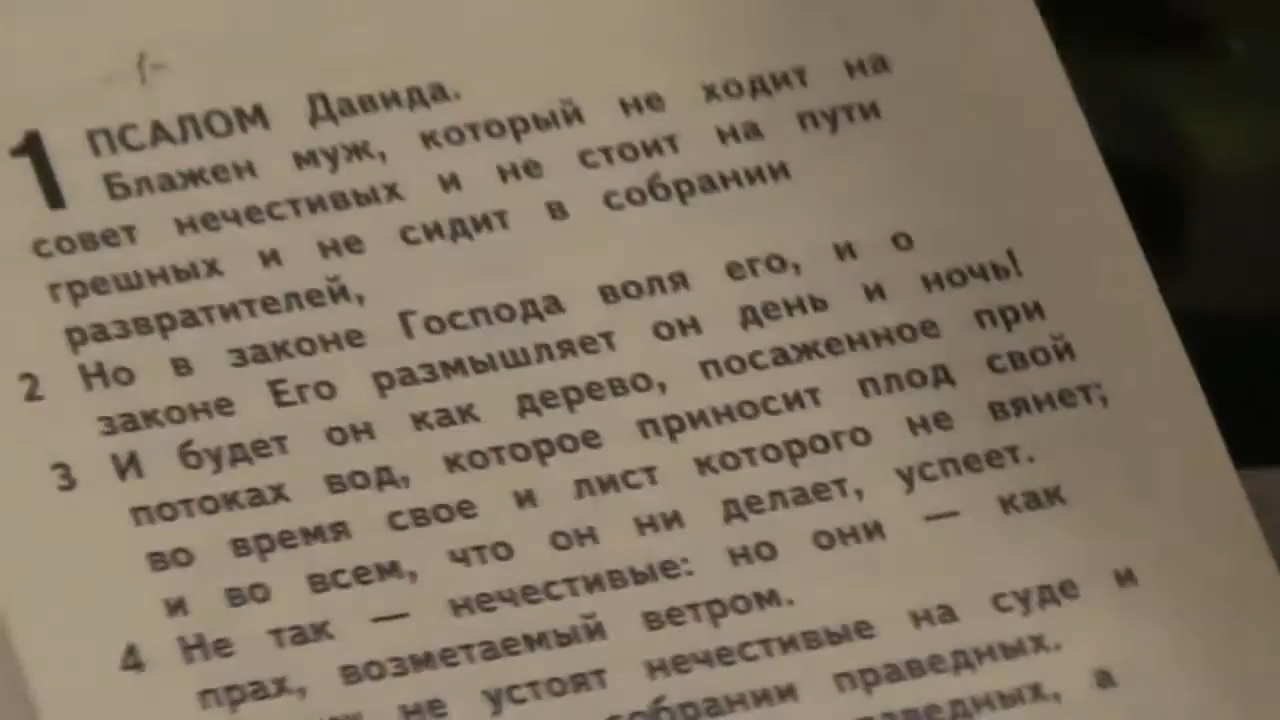 1 ПСАЛОМ Давида.
Блажен муж, который не ходит на
совет нечестивых и не стоит на пути
грешных и не сидит в собрании
развратителей,
2 Но в законе Господа воля его, и о
законе Его размышляет он день и ночь!
3 И будет он как дерево, посаженное при
потоках вод, которое приносит плод свой
во время свое и лист которого не вянет;
и во всем, что он ни делает, успеет.
4 Не так — нечестивые: но они — как
прах, возметаемый ветром.
не устоят нечестивые на суде и
собрании праведных.
а